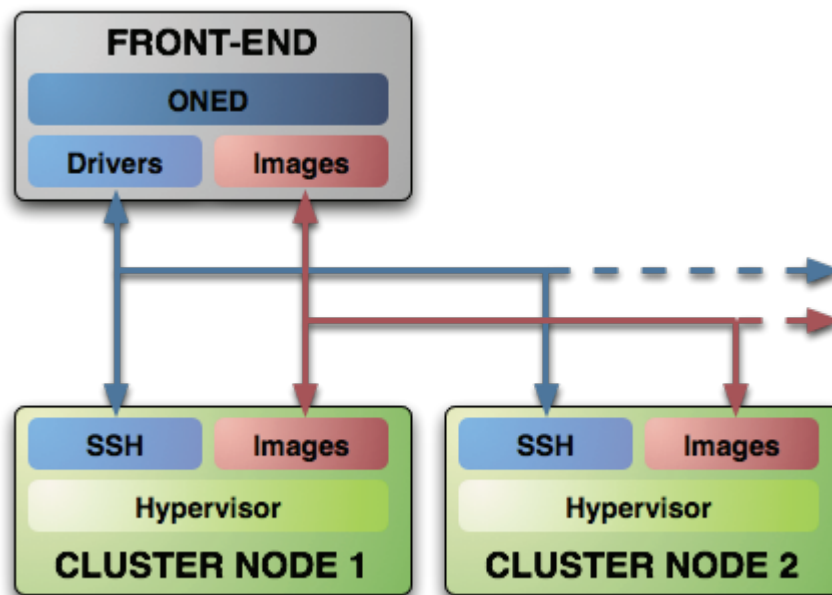 FRONT-END
ONED
Drivers Images
SSH Images SSH Images
Hypervisor Hypervisor
CLUSTER NODE 1 CLUSTER NODE 2